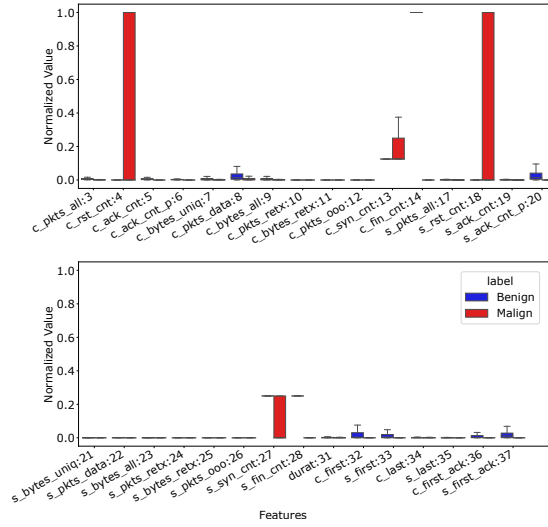 1.0
0.8
0.6
0.4
0.2
0.0
Normalized Value
c_pkts_all:3
c_rst_cnt:4
c_ack_cnt:5
c_ack_cnt_p:6
c_bytes_uniq:7
c_pkts_data:8
c_bytes_all:9
c_pkts_retx:10
c_bytes_retx:11
c_pkts_ooo:12
c_syn_cnt:13
c_fin_cnt:14
s_pkts_all:17
s_rst_cnt:18
s_ack_cnt:19
s_ack_cnt_p:20
1.0
0.8
0.6
0.4
0.2
0.0
Normalized Value
label
Benign
Malign
s_bytes_uniq:21
s_pkts_data:22
s_bytes_all:23
s_pkts_retx:24
s_bytes_retx:25
s_pkts_ooo:26
s_syn_cnt:27
s_fin_cnt:28
durat:31
c_first:32
s_first:33
c_last:34
s_last:35
c_first_ack:36
s_first_ack:37
Features